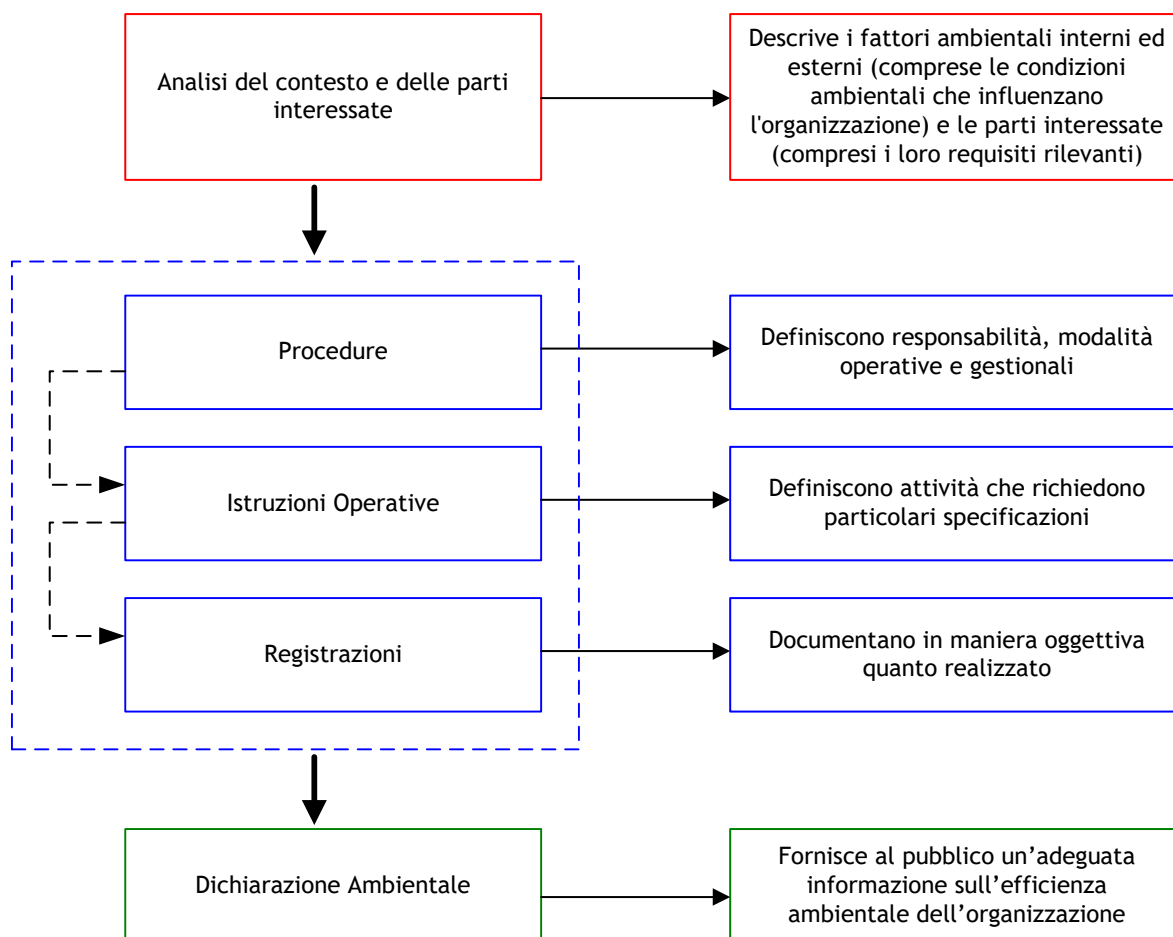 Analisi del contesto e delle parti
interessate
Descrive i fattori ambientali interni ed
esterni (comprese le condizioni
ambientali che influenzano
l'organizzazione) e le parti interessate
(compresi i loro requisiti rilevanti)
Procedure
Definiscono responsabilità, modalità
operative e gestionali
Istruzioni Operative
Definiscono attività che richiedono
particolari specificazioni
Registrazioni
Documentano in maniera oggettiva
quanto realizzato
Dichiarazione Ambientale
Fornisce al pubblico un’adeguata
informazione sull’efficienza
ambientale dell’organizzazione